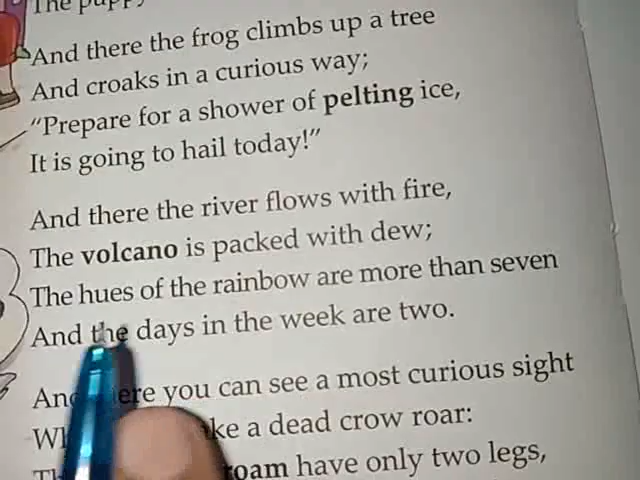 The puppy
And there the frog climbs up a tree
And croaks in a curious way;
"Prepare for a shower of pelting ice,
It is going to hail today!"
And there the river flows with fire,
The volcano is packed with dew;
The hues of the rainbow are more than seven
And the days in the week are two.
And there you can see a most curious sight
a dead crow roar:
roam have only two legs,